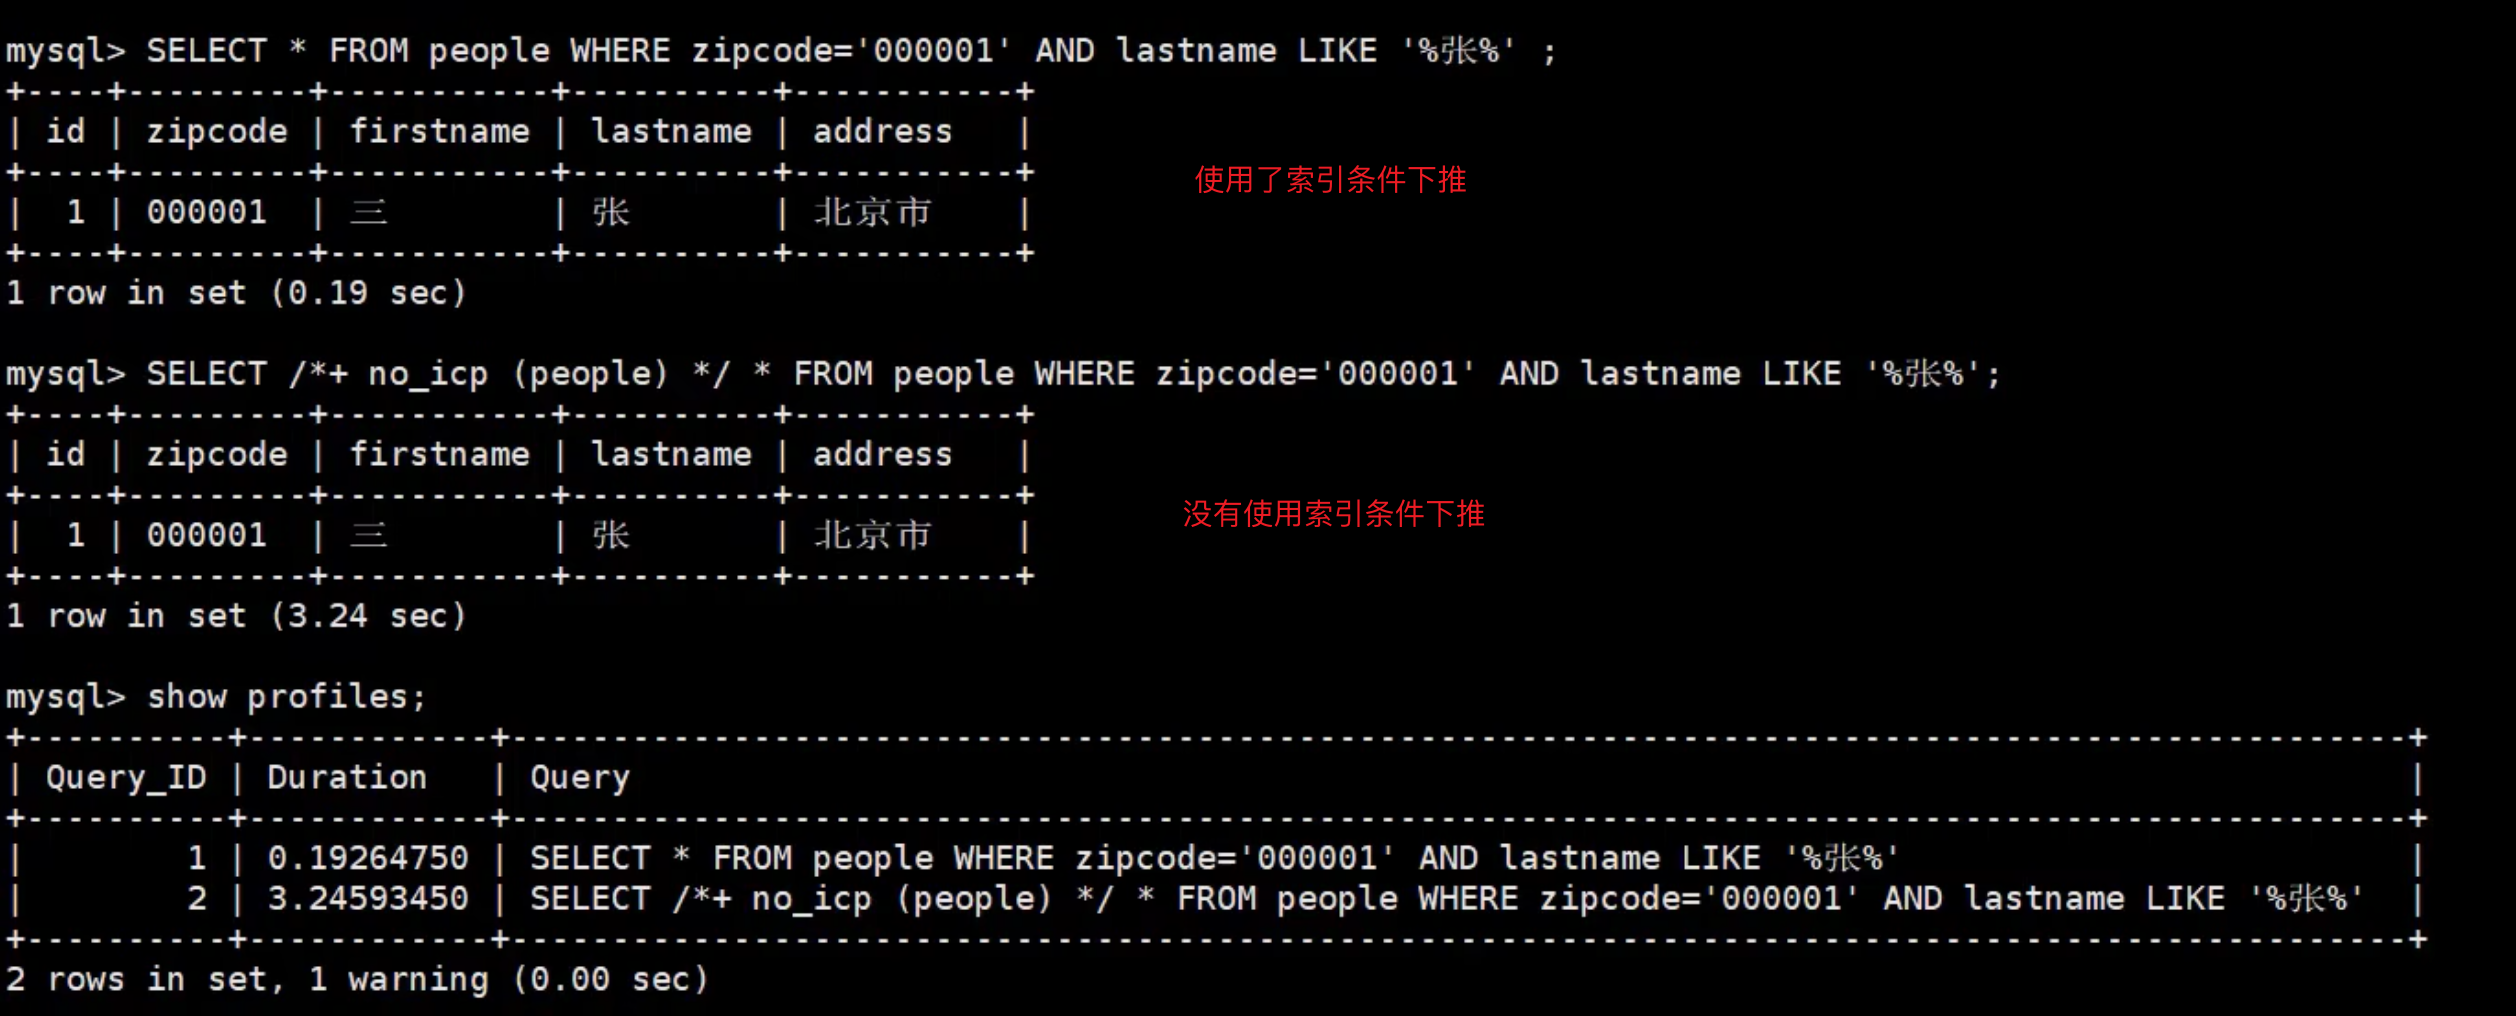 mysql> SELECT * FROM people WHERE zipcode='000001' AND lastname LIKE '%张%' ;
+----+---------+-----------+----------+-----------+
| id | zipcode | firstname | lastname | address   |
+----+---------+-----------+----------+-----------+
|  1 | 000001  | 三        | 张       | 北京市    |
+----+---------+-----------+----------+-----------+
使用了索引条件下推
1 row in set (0.19 sec)
mysql> SELECT /*+ no_icp (people) */ * FROM people WHERE zipcode='000001' AND lastname LIKE '%张%';
+----+---------+-----------+----------+-----------+
| id | zipcode | firstname | lastname | address   |
+----+---------+-----------+----------+-----------+
|  1 | 000001  | 三        | 张       | 北京市    |
+----+---------+-----------+----------+-----------+
没有使用索引条件下推
1 row in set (3.24 sec)
mysql> show profiles;
+----------+------------+-----------------------------------------------------------------------------------------------+
| Query_ID | Duration   | Query                                                                                         |
+----------+------------+-----------------------------------------------------------------------------------------------+
|        1 | 0.19264750 | SELECT * FROM people WHERE zipcode='000001' AND lastname LIKE '%张%'                          |
|        2 | 3.24593450 | SELECT /*+ no_icp (people) */ * FROM people WHERE zipcode='000001' AND lastname LIKE '%张%'   |
+----------+------------+-----------------------------------------------------------------------------------------------+
2 rows in set, 1 warning (0.00 sec)